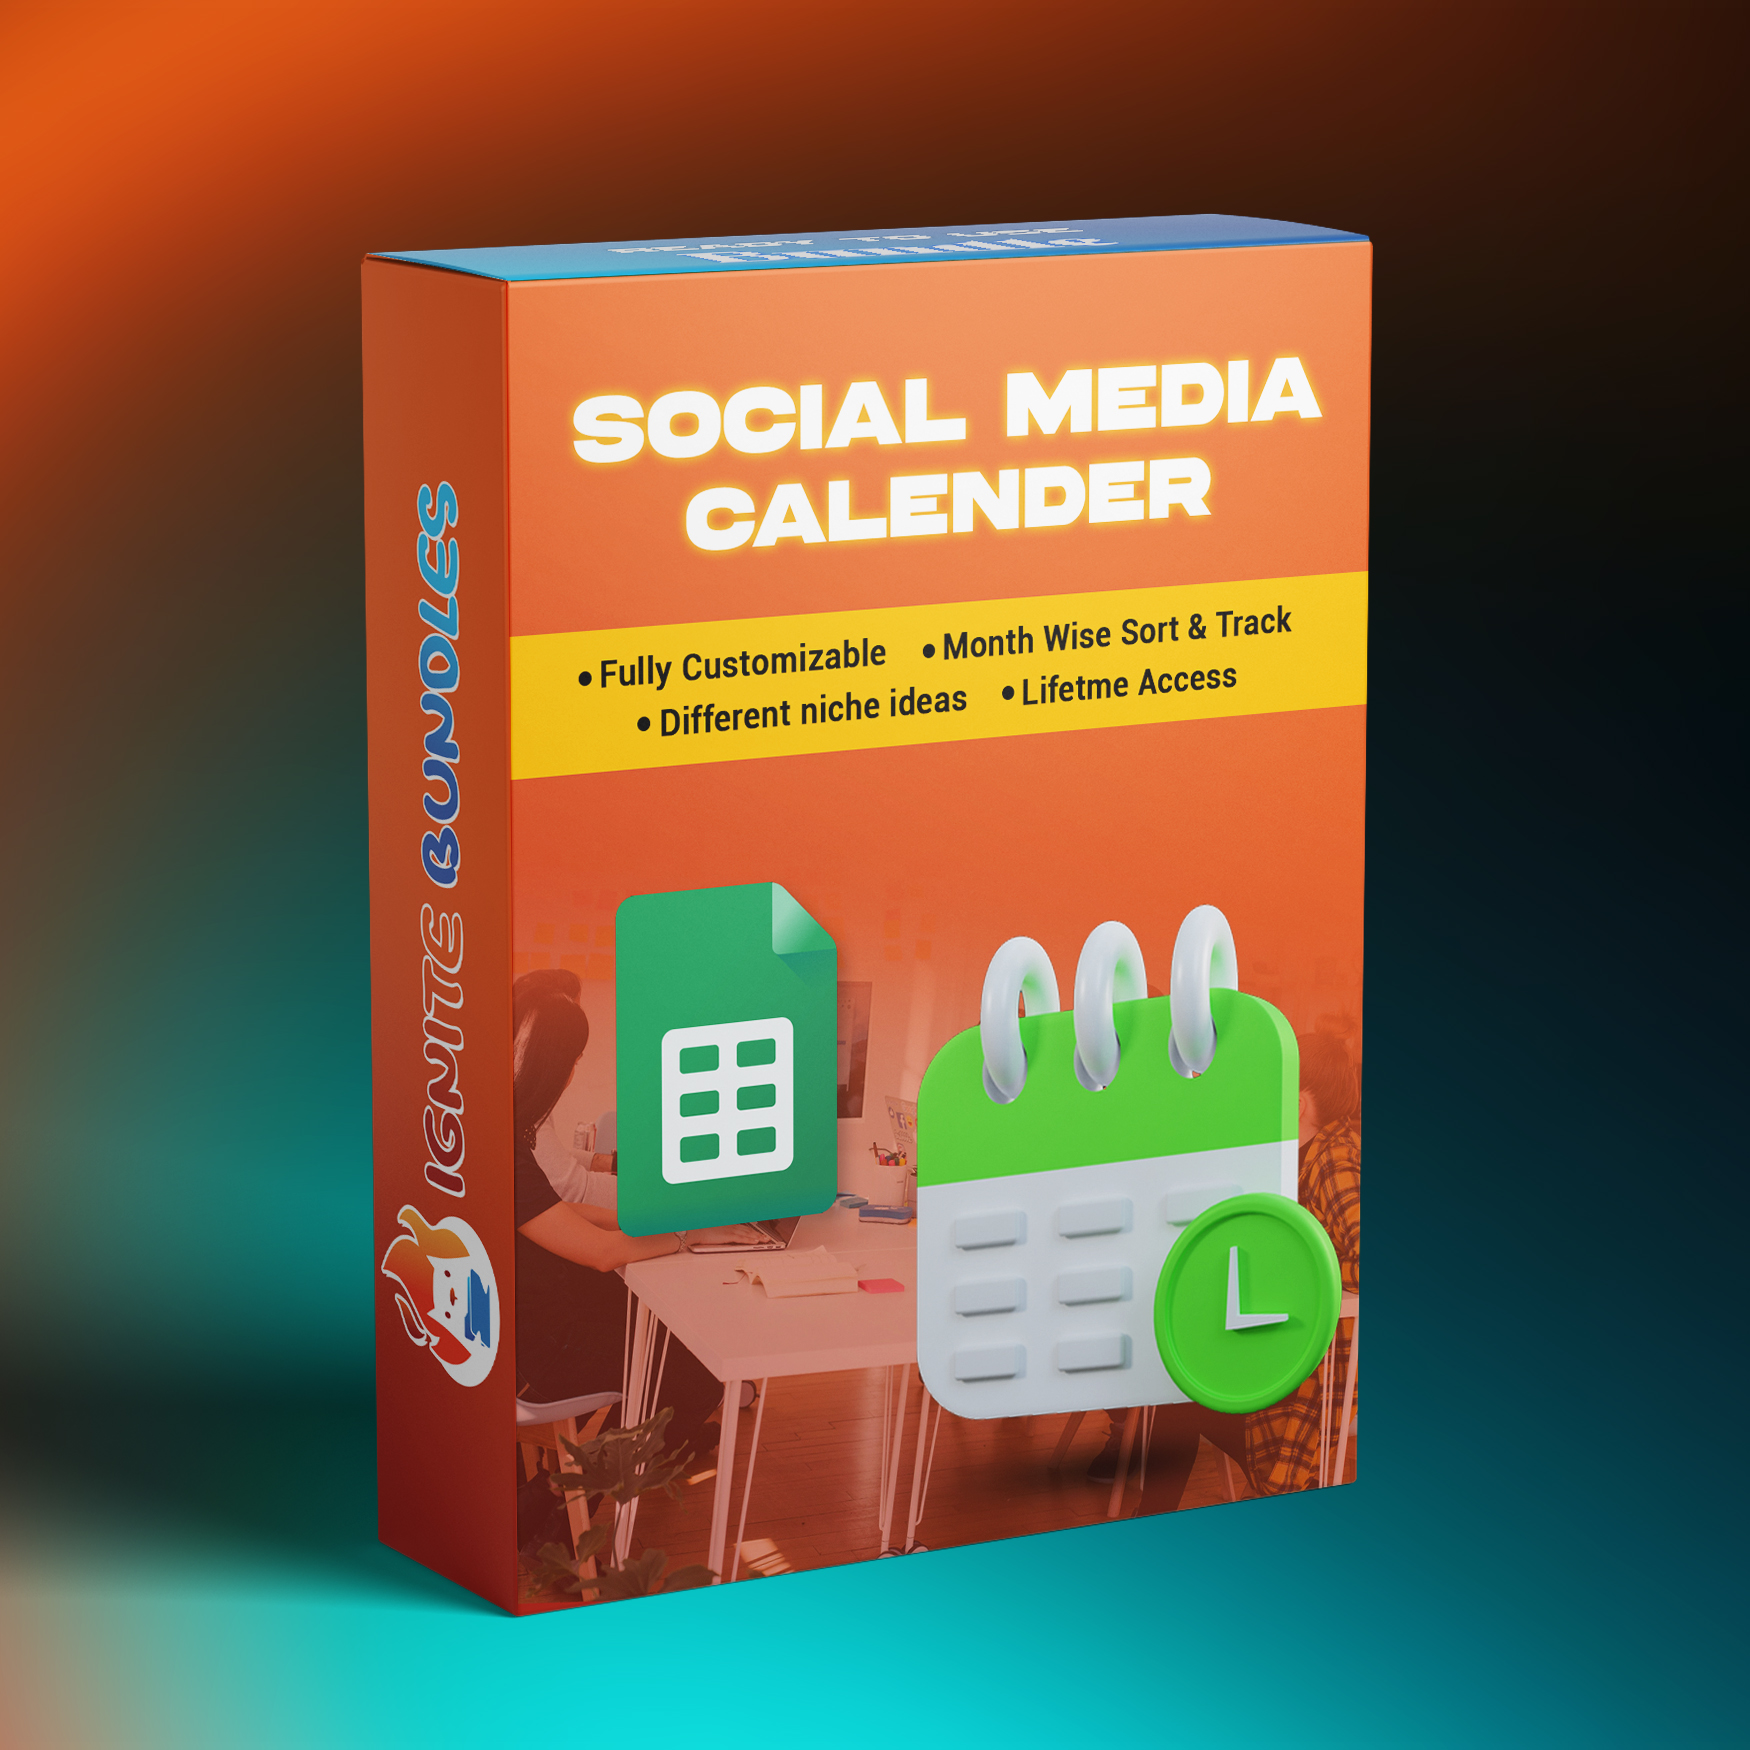 READY TO USE
Bundle
SOCIAL MEDIA
CALENDER
• Fully Customizable • Month Wise Sort & Track
• Different niche ideas • Lifetme Access
IGNITE BUNDLES